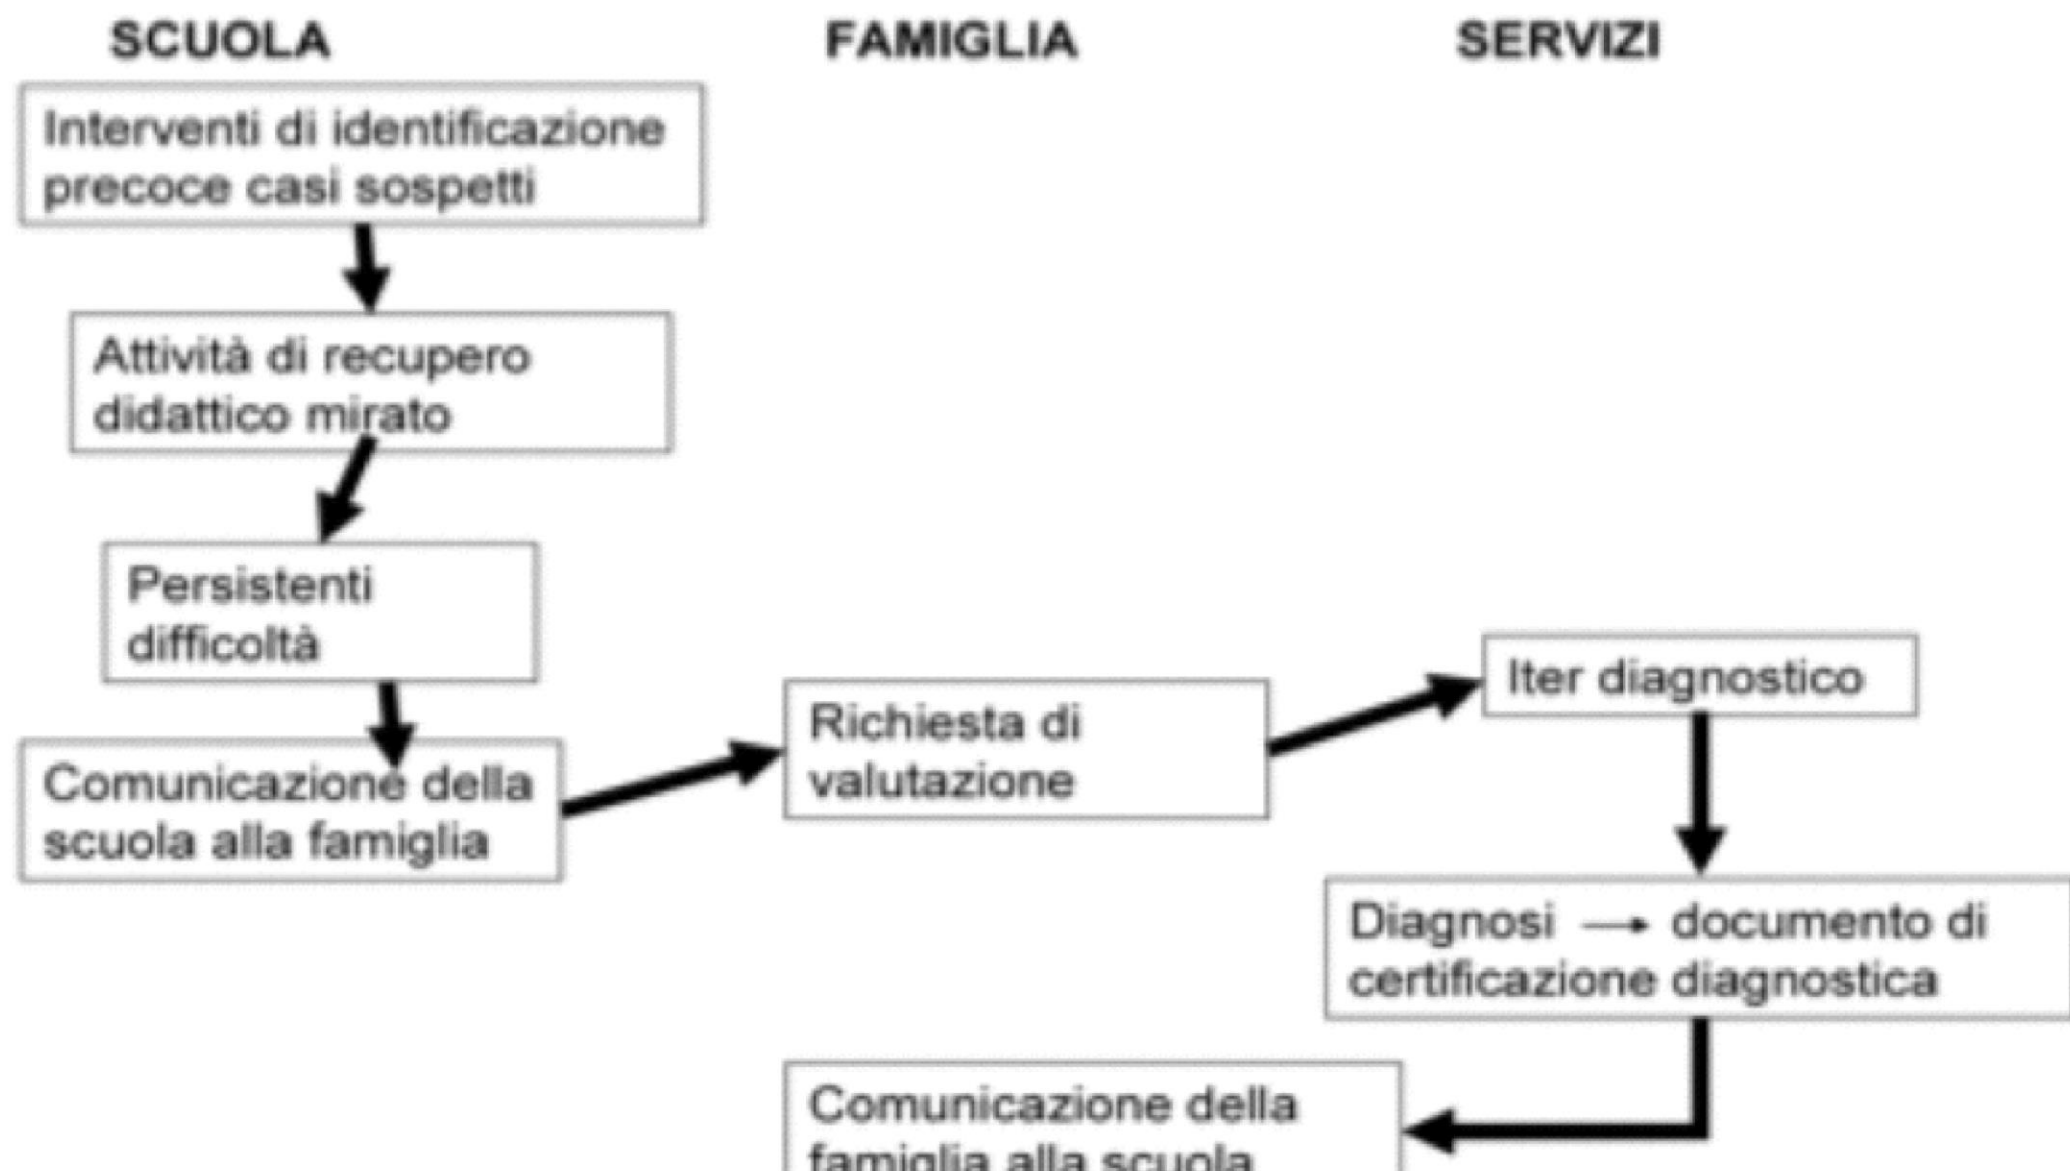 SCUOLA
FAMIGLIA
SERVIZI
Interventi di identificazione
precoce casi sospetti
Attività di recupero
didattico mirato
Persistenti
difficoltà
Comunicazione della
scuola alla famiglia
Richiesta di
valutazione
Iter diagnostico
Diagnosi → documento di
certificazione diagnostica
Comunicazione della
famiglia alla scuola